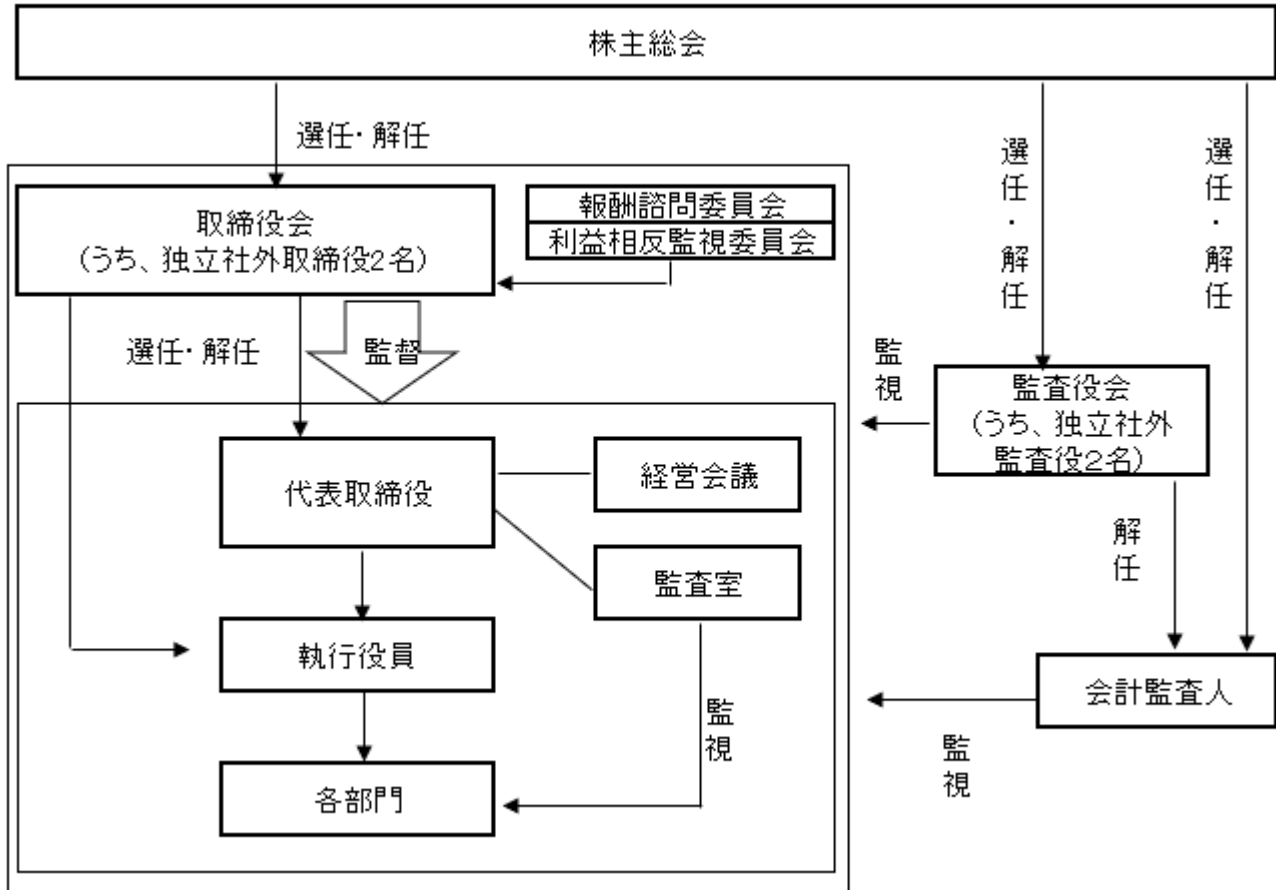 株主総会
選任・解任
選任・解任
選任・解任
取締役会
(うち、独立社外取締役2名)
報酬諮問委員会
利益相反監視委員会
選任・解任
監督
監視
監査役会
(うち、独立社外
監査役2名)
代表取締役
経営会議
監査室
解任
執行役員
会計監査人
監視
監視
各部門